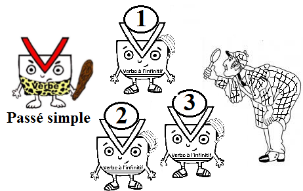 1
Verbe à l'infinitif
Verbe
Passé simple
2
verbe à l'infinitif
3
verbe à l'infinitif